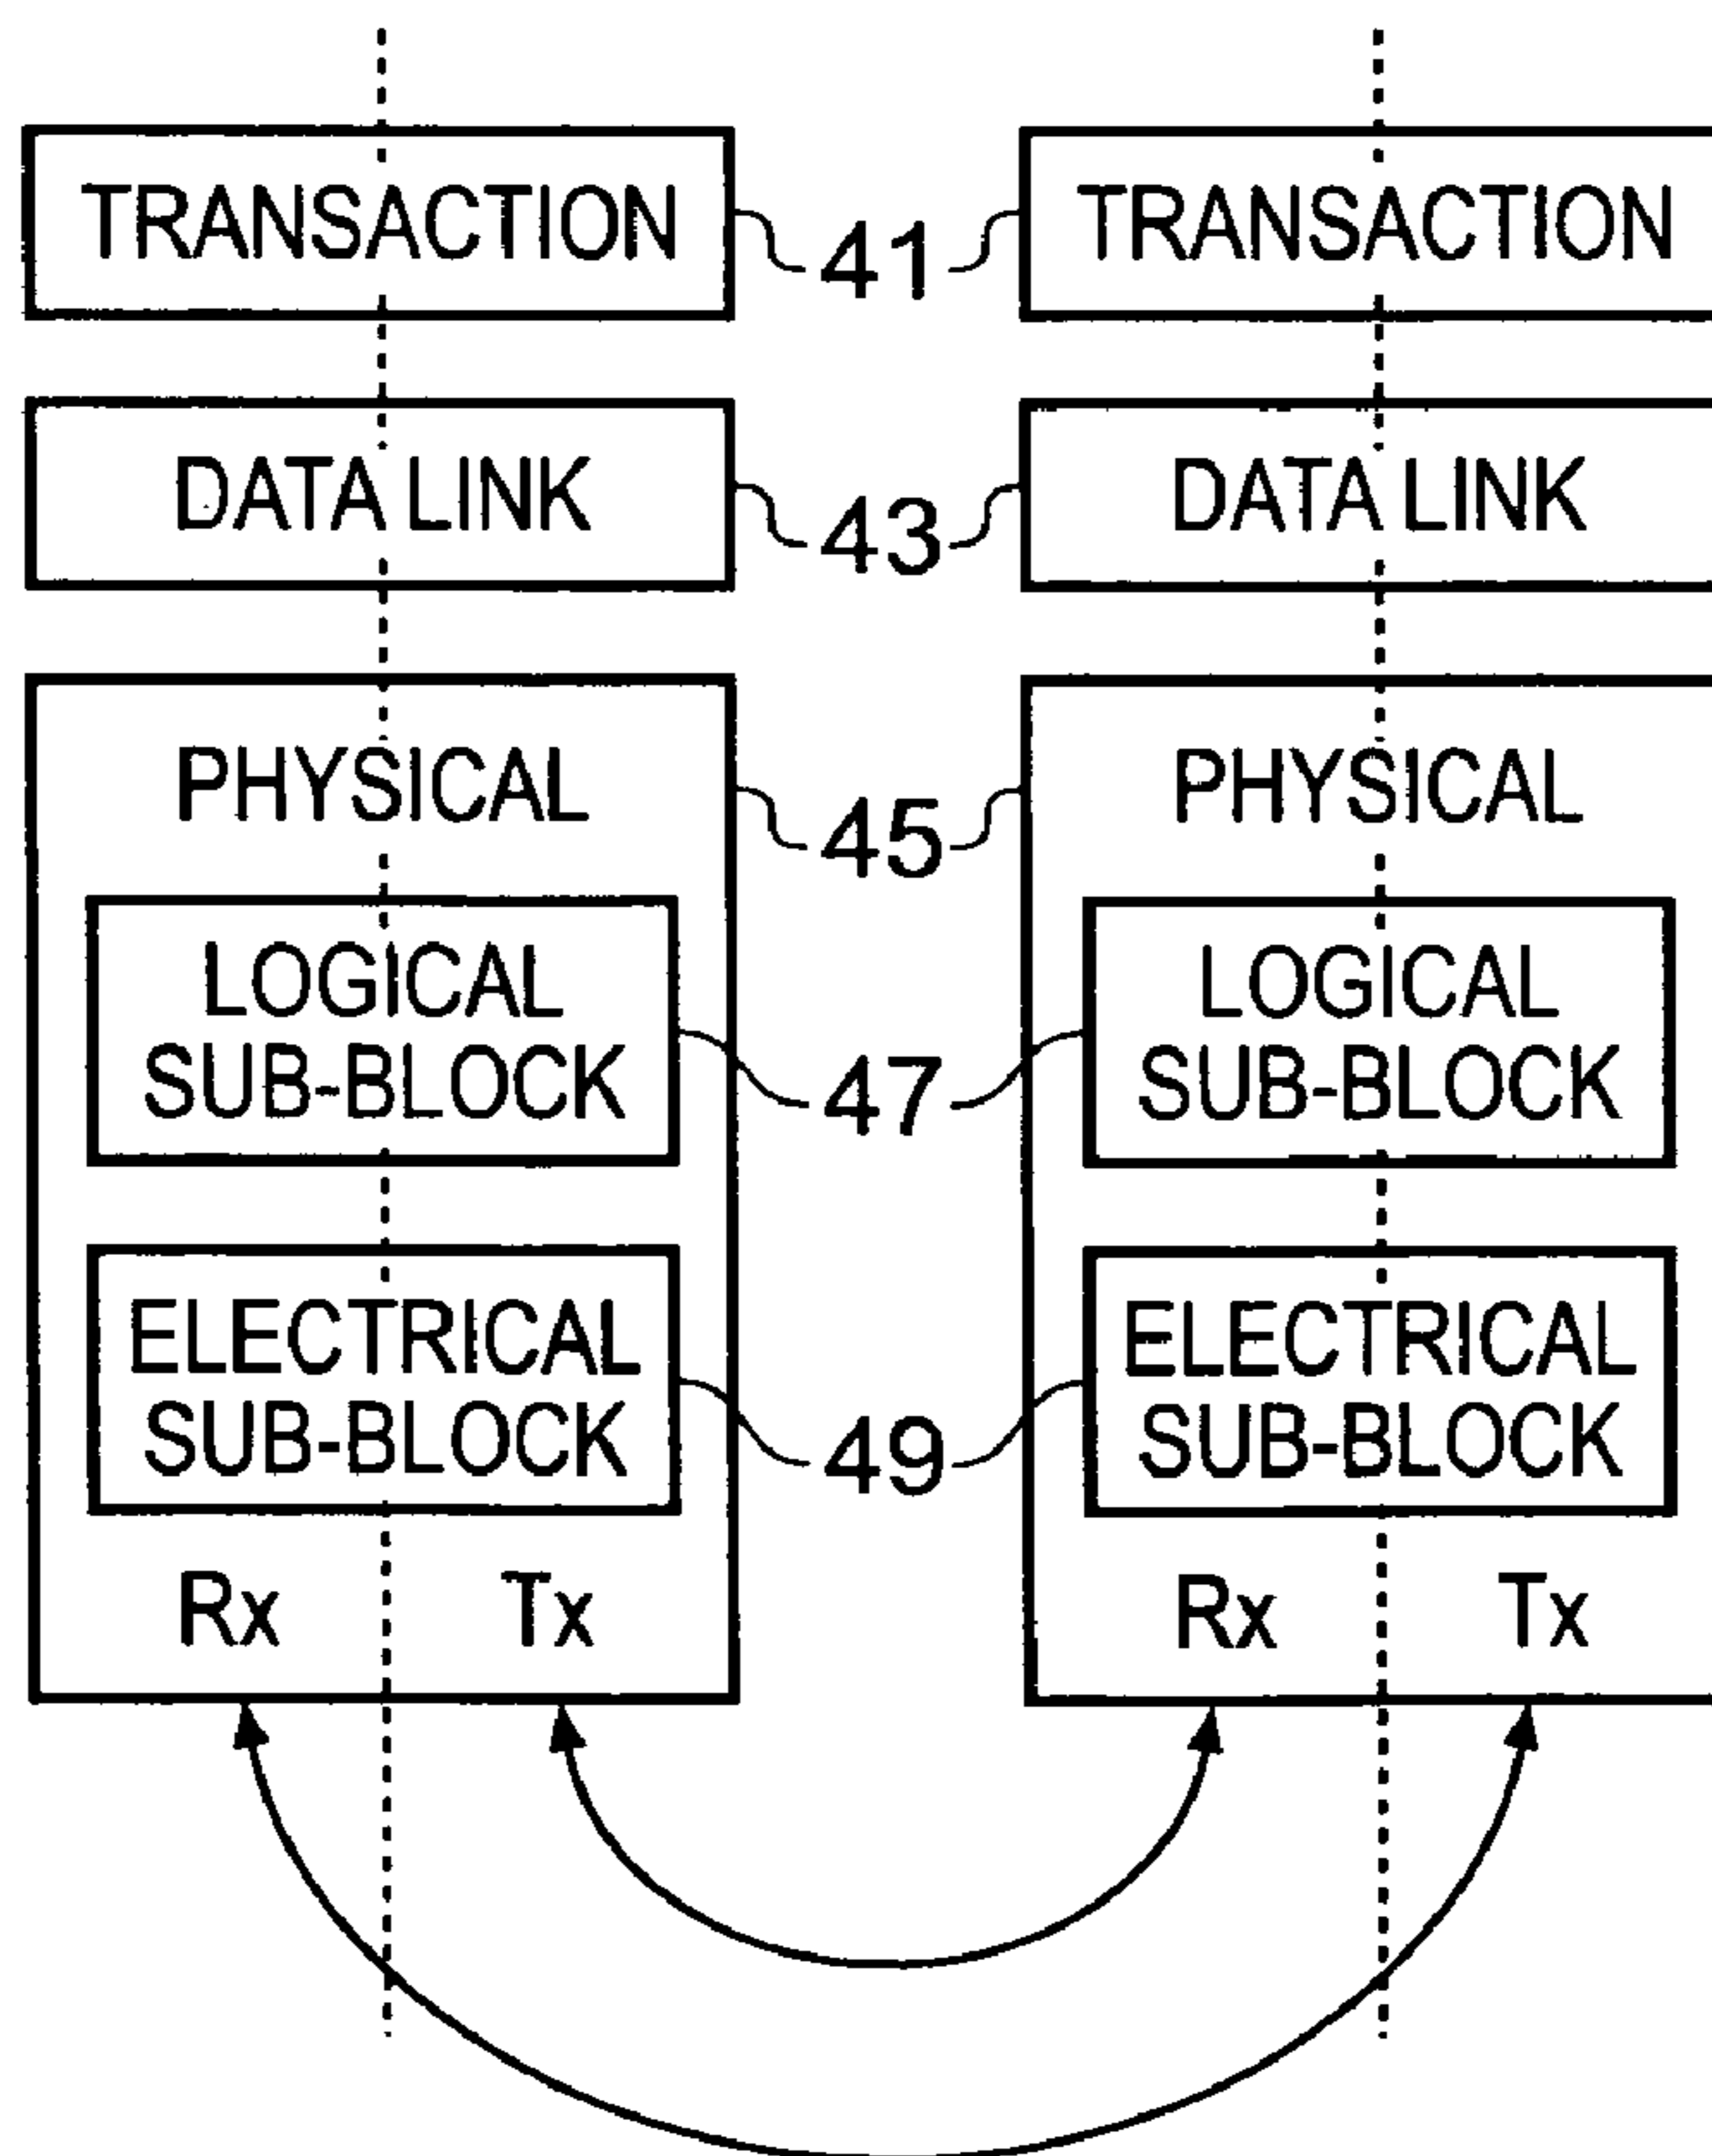 TRANSACTION 41 TRANSACTION
DATA LINK 43 DATA LINK
PHYSICAL 45 PHYSICAL
LOGICAL SUB-BLOCK 47 LOGICAL SUB-BLOCK
ELECTRICAL SUB-BLOCK 49 ELECTRICAL SUB-BLOCK
Rx Tx Rx Tx